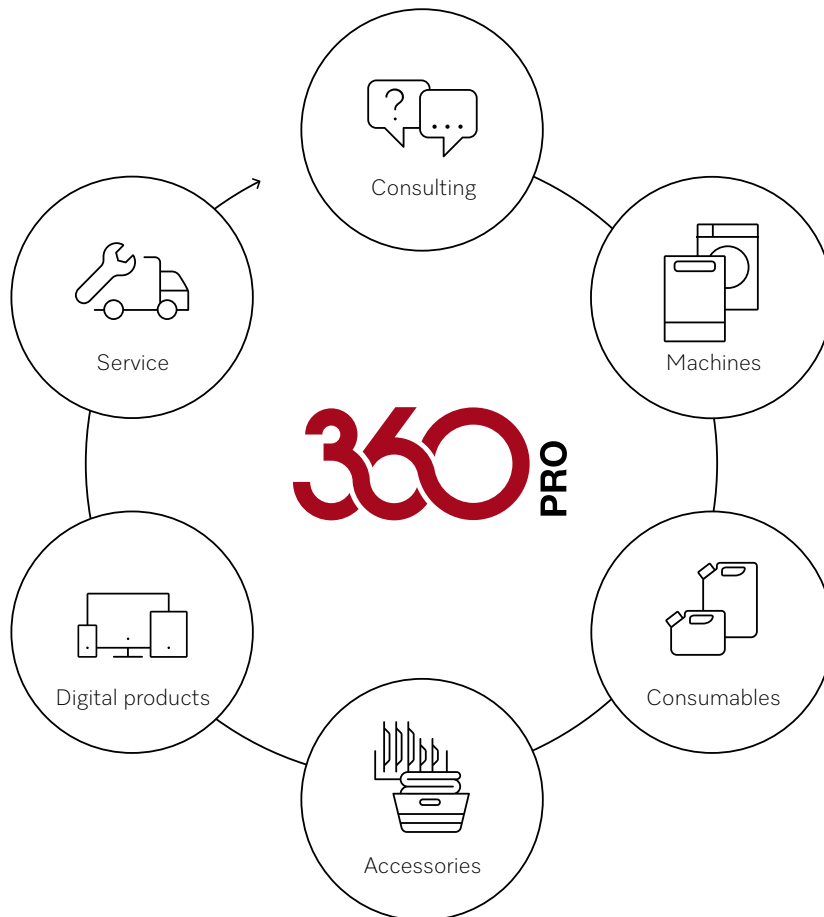 ?
...
Consulting
Machines
Service
360 PRO
Consumables
Digital products
Accessories